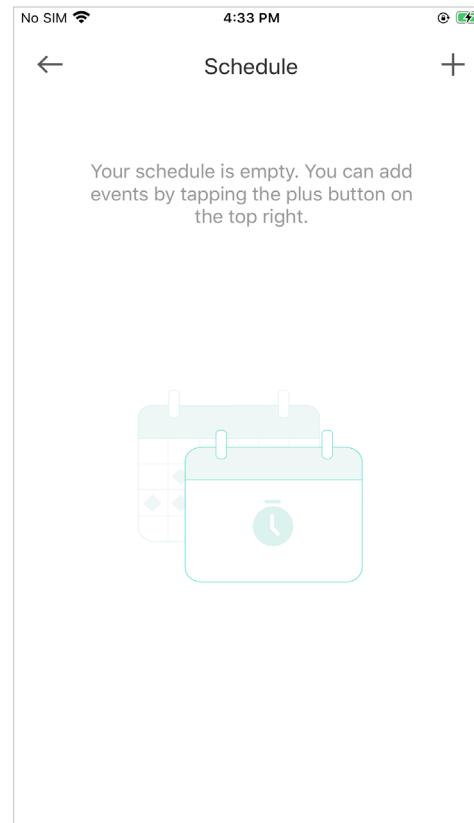 No SIM 4:33 PM
Schedule
Your schedule is empty. You can add
events by tapping the plus button on
the top right.